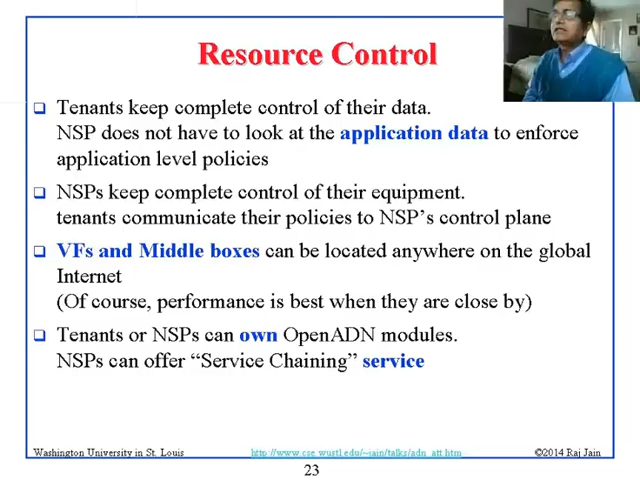 Resource Control
Tenants keep complete control of their data.
NSP does not have to look at the application data to enforce
application level policies
NSPs keep complete control of their equipment.
tenants communicate their policies to NSP's control plane
VFs and Middle boxes can be located anywhere on the global
Internet
(Of course, performance is best when they are close by)
Tenants or NSPs can own OpenADN modules.
NSPs can offer “Service Chaining” service
Washington University in St. Louis
http://www.cse.wustl.edu/~jain/talks/adn_att.htm
©2014 Raj Jain
23